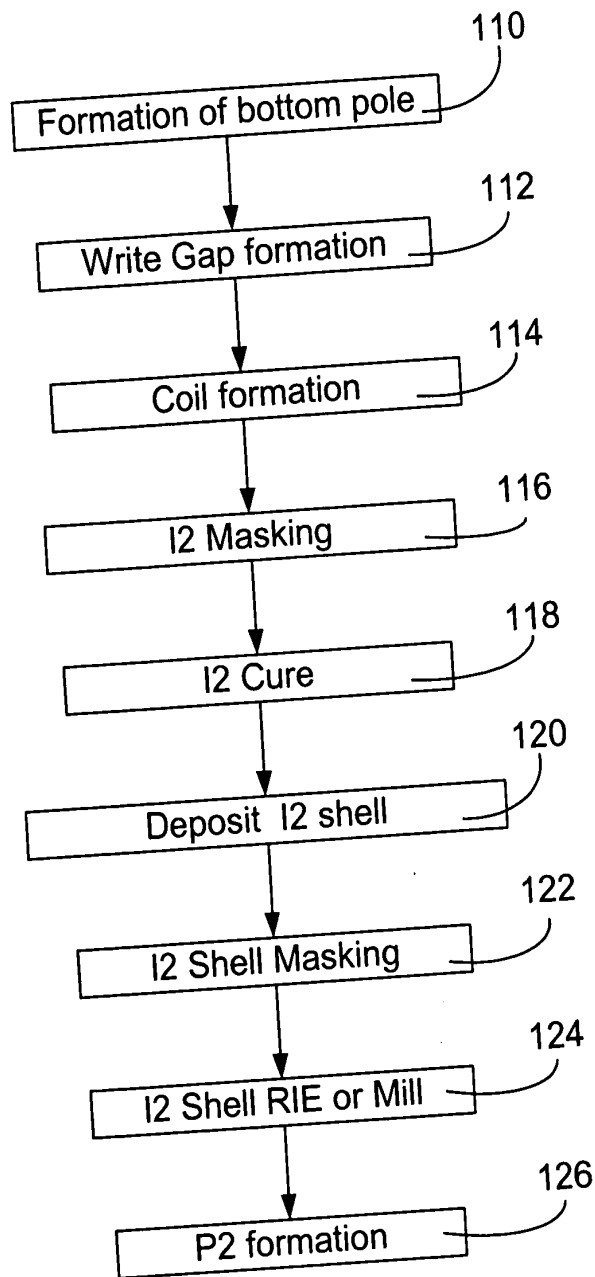 110
Formation of bottom pole
112
Write Gap formation
114
Coil formation
116
I2 Masking
118
I2 Cure
120
Deposit I2 shell
122
I2 Shell Masking
124
I2 Shell RIE or Mill
126
P2 formation